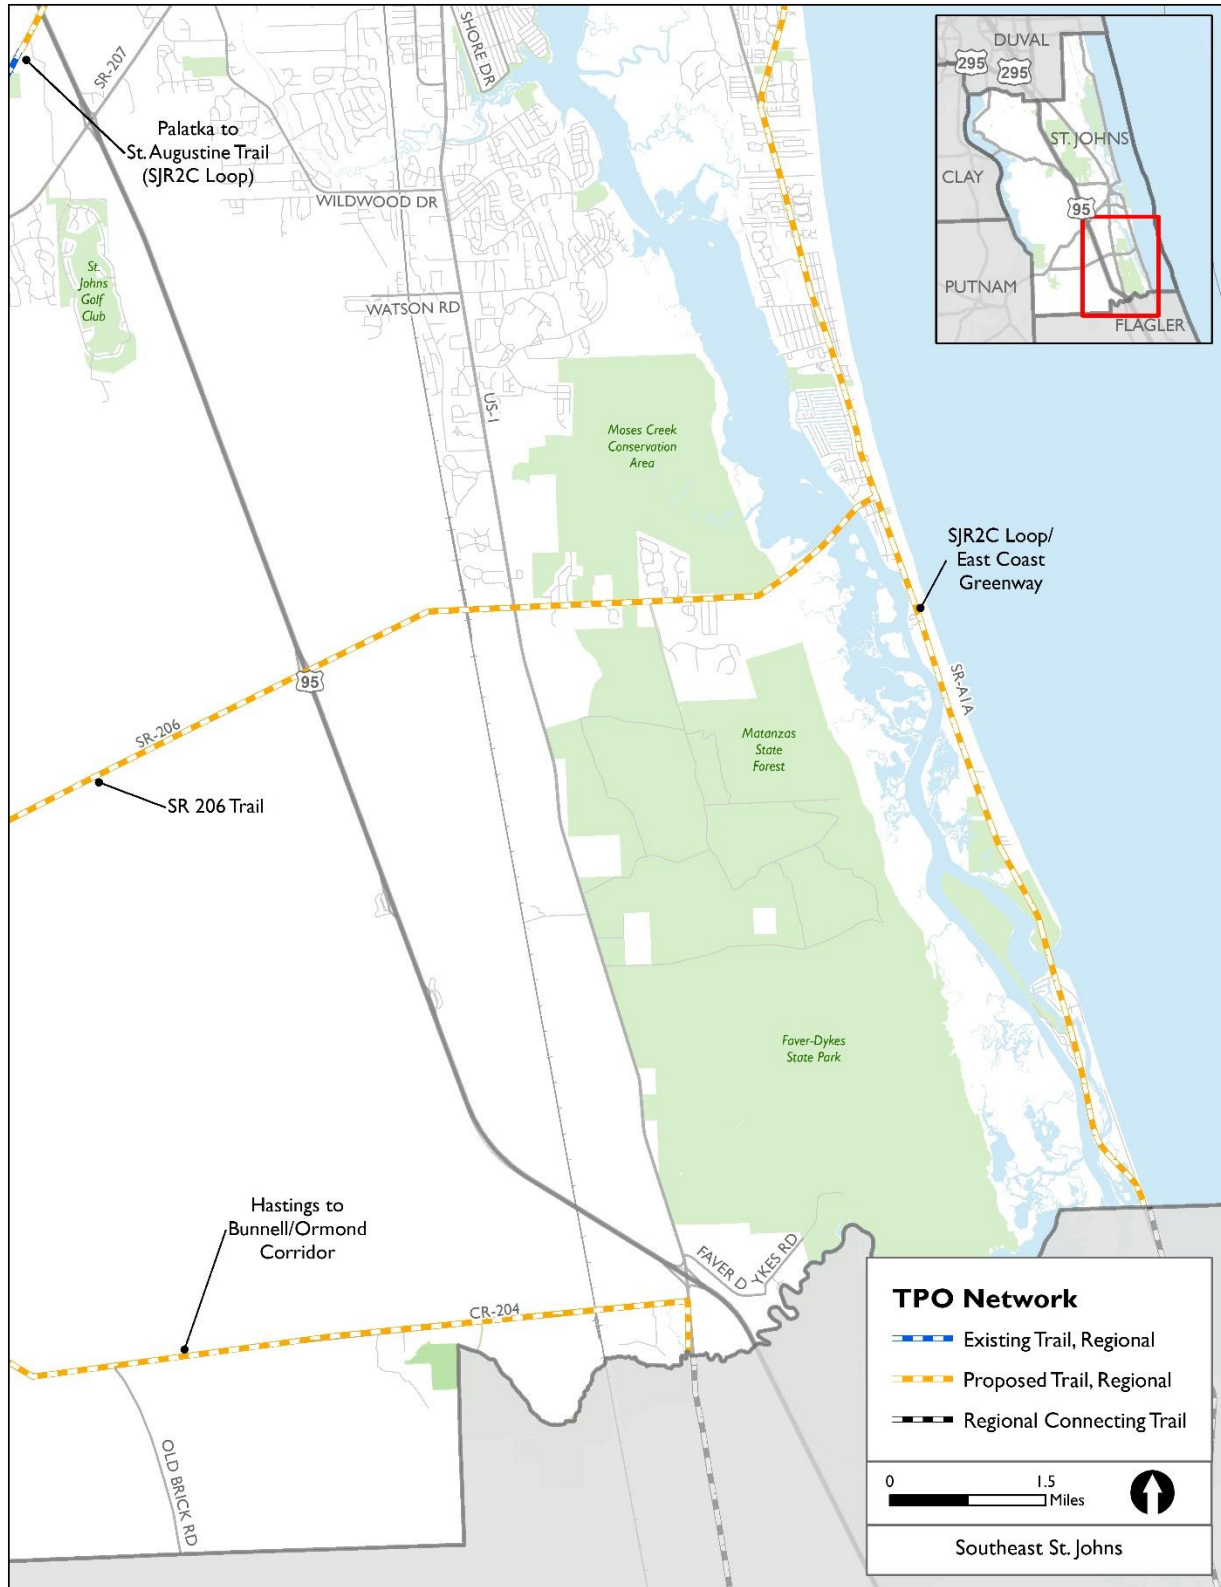 SHORE DR
SR-207
Palatka to
St. Augustine Trail
(SJR2C Loop)
WILDWOOD DR
WATSON RD
St.
Johns
Golf
Club
US-1
DUVAL
295
295
ST. JOHNS
CLAY
95
PUTNAM
FLAGLER
Moses Creek
Conservation
Area
SJR2C Loop/
East Coast
Greenway
95
SR-A1A
SR-206
SR 206 Trail
Matanzas
State
Forest
Faver-Dykes
State Park
Hastings to
Bunnell/Ormond
Corridor
FAVER D
YKES RD
CR-204
OLD BRICK RD
TPO Network
Existing Trail, Regional
Proposed Trail, Regional
Regional Connecting Trail
0 1.5
Miles
Southeast St. Johns